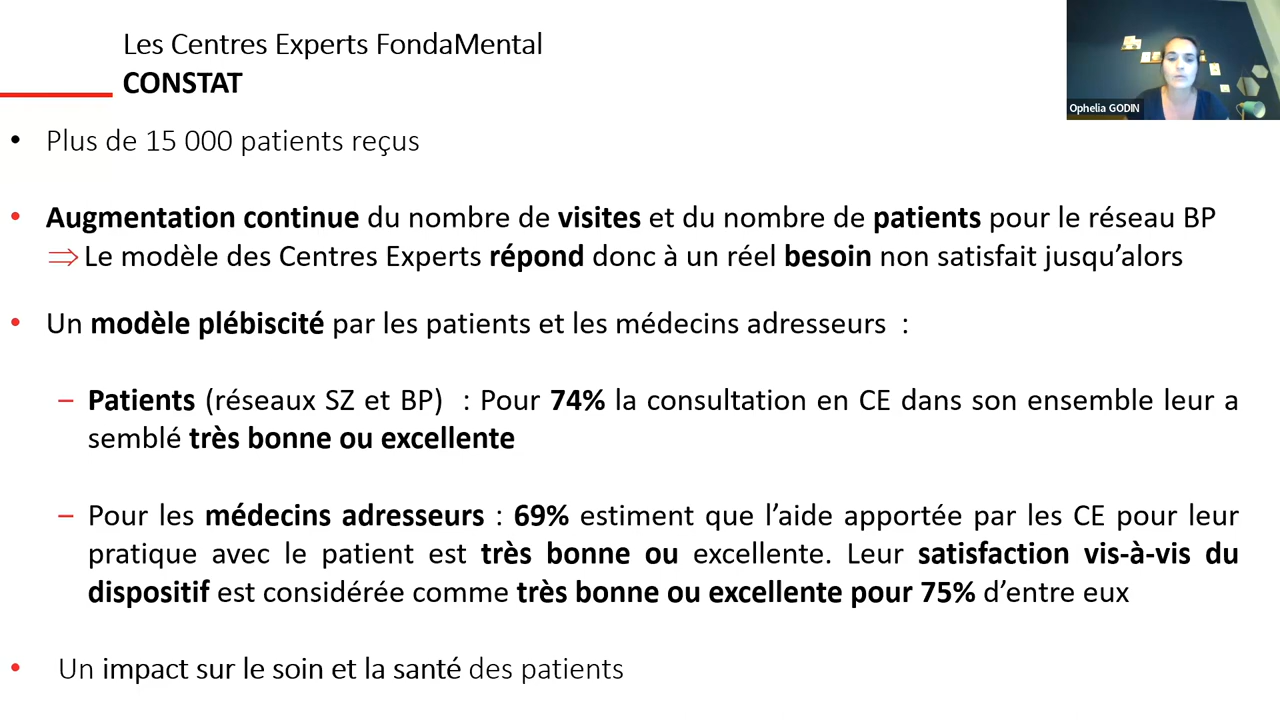 Les Centres Experts FondaMental
CONSTAT
Ophelia GODIN
• Plus de 15 000 patients reçus
• Augmentation continue du nombre de visites et du nombre de patients pour le réseau BP
⇒ Le modèle des Centres Experts répond donc à un réel besoin non satisfait jusqu’alors
• Un modèle plébiscité par les patients et les médecins adresseurs :
– Patients (réseaux SZ et BP) : Pour 74% la consultation en CE dans son ensemble leur a
semblé très bonne ou excellente
– Pour les médecins adresseurs : 69% estiment que l’aide apportée par les CE pour leur
pratique avec le patient est très bonne ou excellente. Leur satisfaction vis-à-vis du
dispositif est considérée comme très bonne ou excellente pour 75% d’entre eux
• Un impact sur le soin et la santé des patients